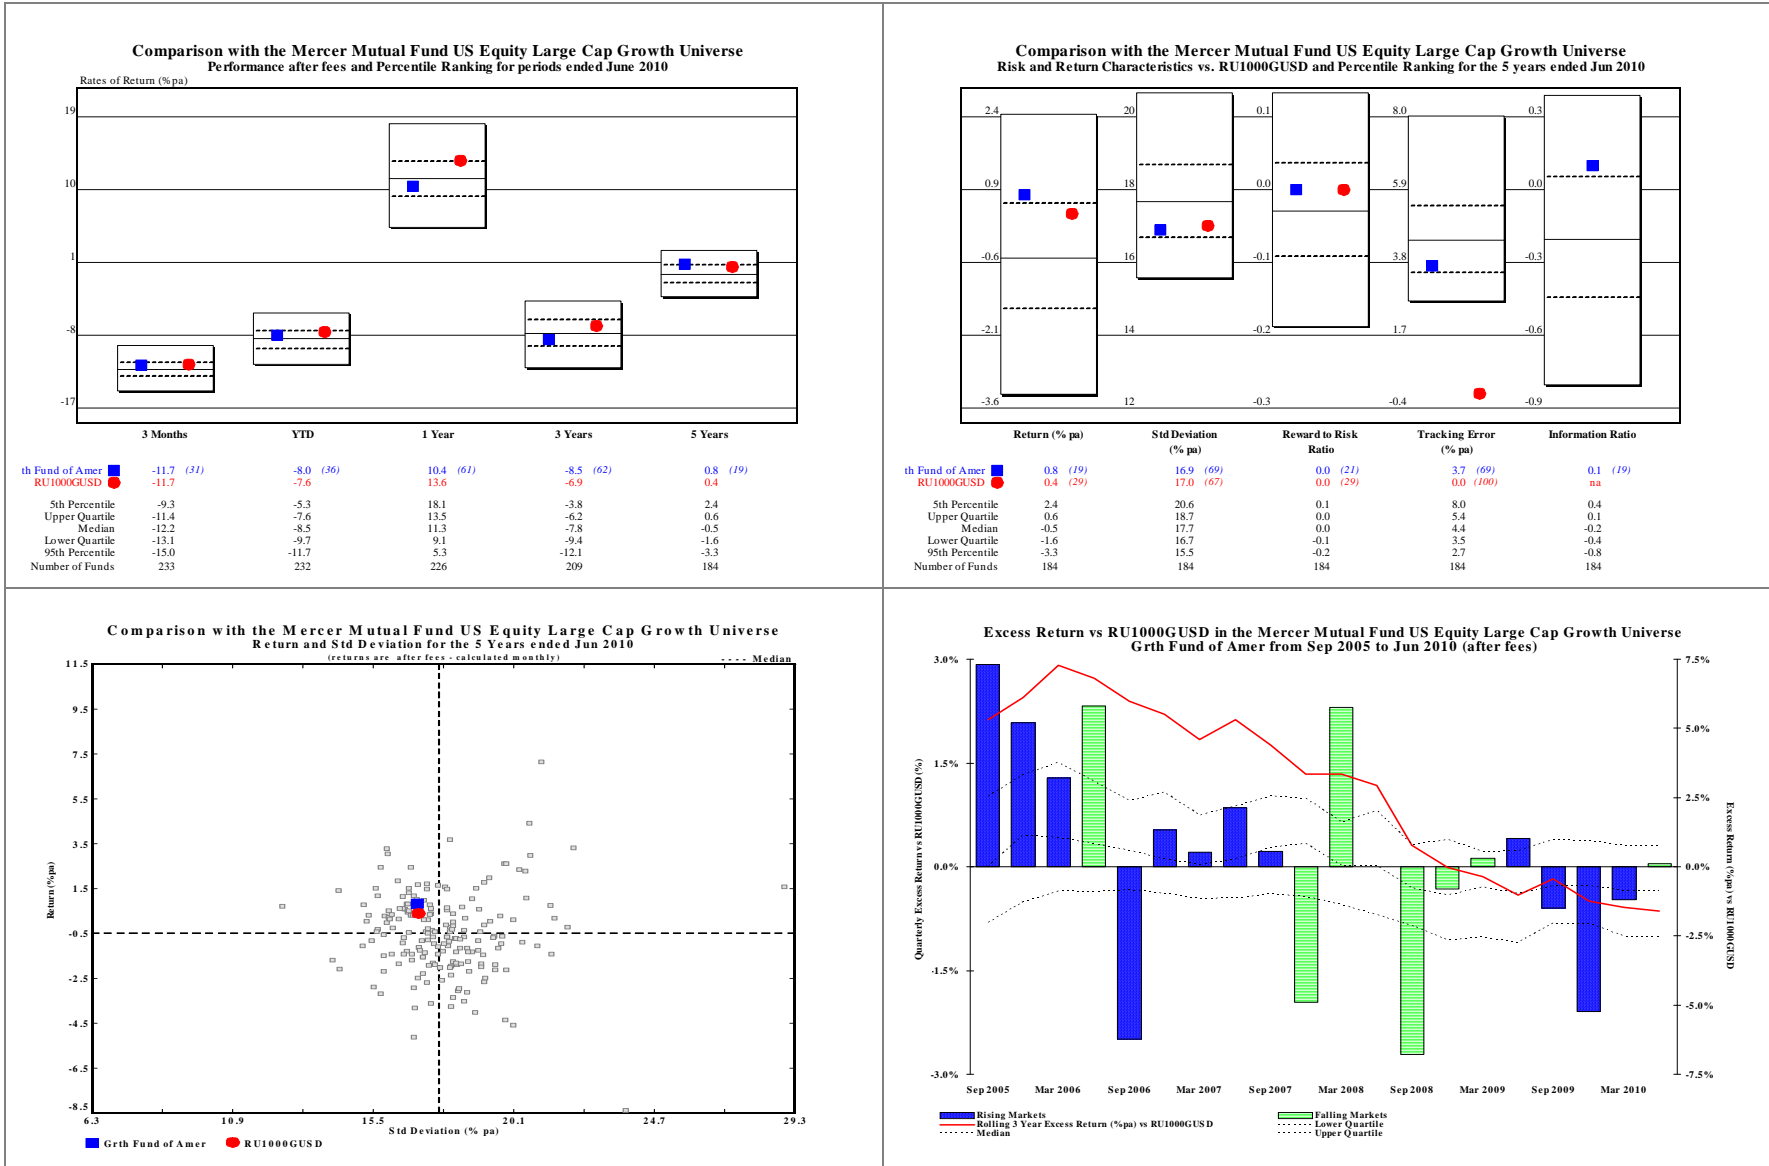 Comparison with the Mercer Mutual Fund US Equity Large Cap Growth Universe
Performance after fees and Percentile Ranking for periods ended June 2010
Rates of Return (%pa)
19
10
1
-8
-17
3 Months YTD 1 Year 3 Years 5 Years
th Fund of Amer -11.7 (31) -8.0 (36) 10.4 (61) -8.5 (62) 0.8 (19)
RU1000GUSD -11.7 -7.6 13.6 -6.9 0.4
5th Percentile -9.3 -5.3 18.1 -3.8 2.4
Upper Quartile -11.4 -7.6 13.5 -6.2 0.6
Median -12.2 -8.5 11.3 -7.8 -0.5
Lower Quartile -13.1 -9.7 9.1 -9.4 -1.6
95th Percentile -15.0 -11.7 5.3 -12.1 -3.3
Number of Funds 233 232 226 209 184
Comparison with the Mercer Mutual Fund US Equity Large Cap Growth Universe
Risk and Return Characteristics vs. RU1000GUSD and Percentile Ranking for the 5 years ended Jun 2010
2.4 20 0.1 8.0 0.3
0.9 18 0.0 5.9 0.0
-0.6 16 -0.1 3.8 -0.3
-2.1 14 -0.2 1.7 -0.6
-3.6 12 -0.3 -0.4 -0.9
Return (% pa) Std Deviation Reward to Risk Tracking Error Information Ratio
(% pa) Ratio (% pa)
th Fund of Amer 0.8 (19) 16.9 (69) 0.0 (21) 3.7 (69) 0.1 (19)
RU1000GUSD 0.4 (29) 17.0 (67) 0.0 (29) 0.0 (100) na
5th Percentile 2.4 20.6 0.1 8.0 0.4
Upper Quartile 0.6 18.7 0.0 5.4 0.1
Median -0.5 17.7 0.0 4.4 -0.2
Lower Quartile -1.6 16.7 -0.1 3.5 -0.4
95th Percentile -3.3 15.5 -0.2 2.7 -0.8
Number of Funds 184 184 184 184 184
Comparison with the Mercer Mutual Fund US Equity Large Cap Growth Universe
Return and Std Deviation for the 5 Years ended Jun 2010
(returns are after fees - calculated monthly)
---- Median
11.5
9.5
7.5
5.5
3.5
1.5
-0.5
-2.5
-4.5
-6.5
-8.5
Return (%pa)
6.3 10.9 15.5 20.1 24.7 29.3
Std Deviation (% pa)
Grth Fund of Amer RU1000GUSD
Excess Return vs RU1000GUSD in the Mercer Mutual Fund US Equity Large Cap Growth Universe
Grth Fund of Amer from Sep 2005 to Jun 2010 (after fees)
3.0% 7.5%
5.0%
1.5%
2.5%
0.0% 0.0%
-2.5%
-1.5%
-5.0%
-3.0% -7.5%
Quarterly Excess Return vs RU1000GUSD (%)
Excess Return (%pa) vs RU1000GUSD
Sep 2005 Mar 2006 Sep 2006 Mar 2007 Sep 2007 Mar 2008 Sep 2008 Mar 2009 Sep 2009 Mar 2010
Rising Markets Falling Markets
Rolling 3 Year Excess Return (%pa) vs RU1000GUSD Lower Quartile
Median Upper Quartile